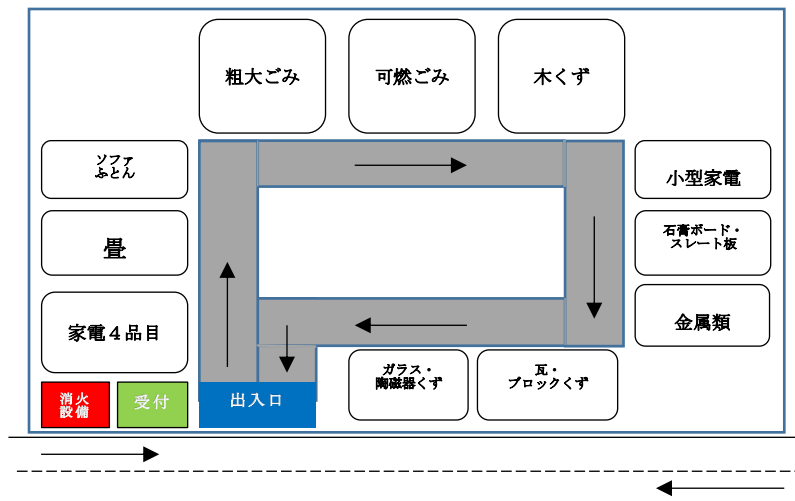 粗大ごみ
可燃ごみ
木くず
ソファ
ふとん
畳
家電４品目
小型家電
石膏ボード・
スレート板
金属類
ガラス・
陶磁器くず
瓦・
ブロックくず
消火
設備
受付
出入口